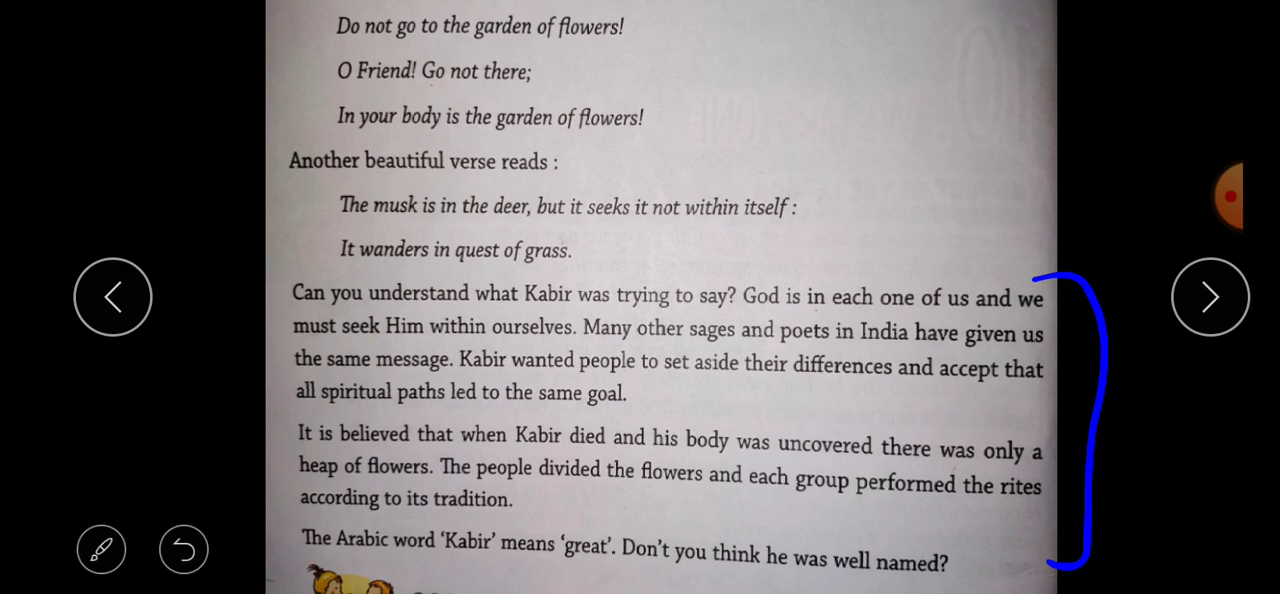 Do not go to the garden of flowers!
O Friend! Go not there;
In your body is the garden of flowers!
Another beautiful verse reads :
The musk is in the deer, but it seeks it not within itself :
It wanders in quest of grass.
Can you understand what Kabir was trying to say? God is in each one of us and we
must seek Him within ourselves. Many other sages and poets in India have given us
the same message. Kabir wanted people to set aside their differences and accept that
all spiritual paths led to the same goal.
It is believed that when Kabir died and his body was uncovered there was only a
heap of flowers. The people divided the flowers and each group performed the rites
according to its tradition.
The Arabic word ‘Kabir’ means ‘great’. Don’t you think he was well named?